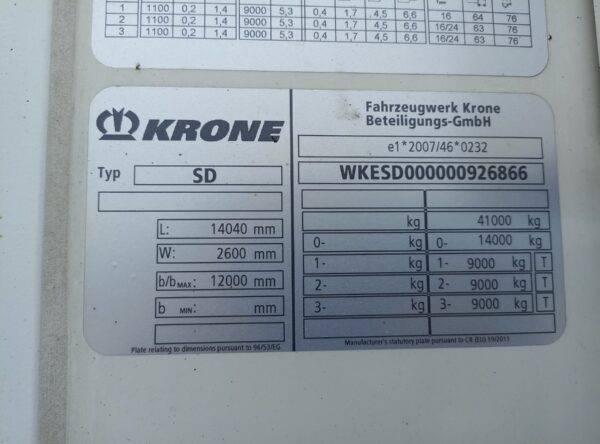 1 1100 0,2 1,4 9000 5,3 0,4 1,7 4,5 6,6 16 64 76
2 1100 0,2 1,4 9000 5,3 0,4 1,7 4,5 6,6 16/24 63 76
3 1100 0,2 1,4 9000 5,3 0,4 1,7 4,5 6,6 16/24 63 76
KRONE
Typ SD
L: 14040 mm
W: 2600 mm
b/b MAX: 12000 mm
b MIN: mm
Plate relating to dimensions pursuant to 96/53/EG
Fahrzeugwerk Krone
Beteiligungs-GmbH
e1*2007/46*0232
WKESD000000926866
kg 41000 kg
0- kg 0- 14000 kg
1- kg 1- 9000 kg T
2- kg 2- 9000 kg T
3- kg 3- 9000 kg T
Manufacturer's statutory plate pursuant to CR (EU) 19/2011